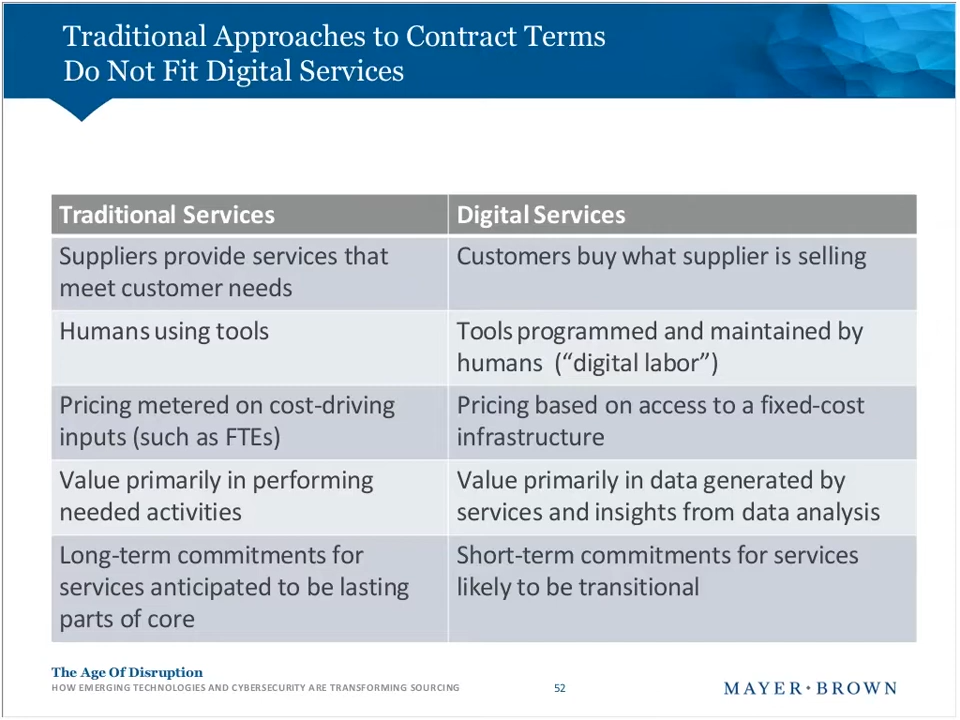 Traditional Approaches to Contract Terms
Do Not Fit Digital Services
Traditional Services
Digital Services
Suppliers provide services that
meet customer needs
Customers buy what supplier is selling
Humans using tools
Tools programmed and maintained by
humans (“digital labor”)
Pricing metered on cost-driving
inputs (such as FTEs)
Pricing based on access to a fixed-cost
infrastructure
Value primarily in performing
needed activities
Value primarily in data generated by
services and insights from data analysis
Long-term commitments for
services anticipated to be lasting
parts of core
Short-term commitments for services
likely to be transitional
The Age Of Disruption
HOW EMERGING TECHNOLOGIES AND CYBERSECURITY ARE TRANSFORMING SOURCING
52
MAYER•BROWN